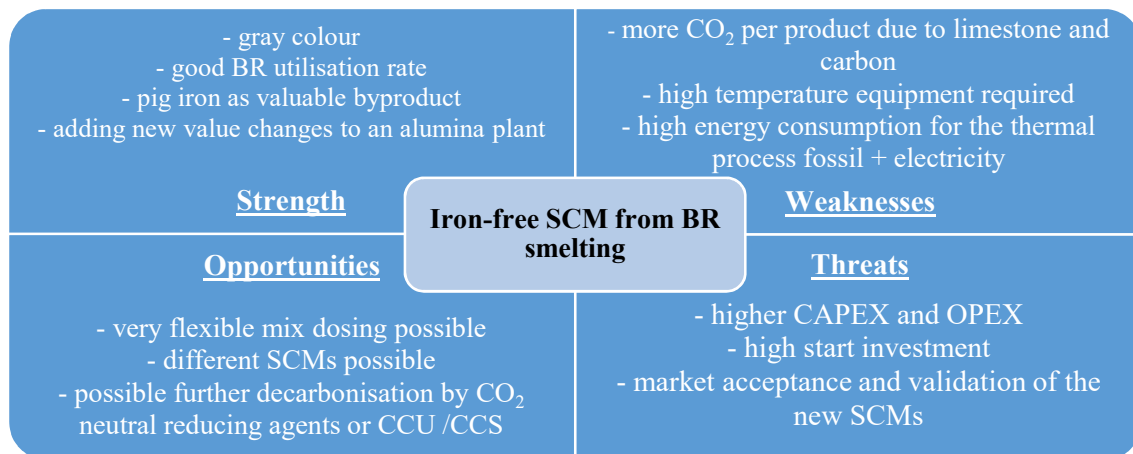 - gray colour
- good BR utilisation rate
- pig iron as valuable byproduct
- adding new value changes to an alumina plant
Strength
- more CO₂ per product due to limestone and
carbon
- high temperature equipment required
- high energy consumption for the thermal
process fossil + electricity
Weaknesses
Iron-free SCM from BR
smelting
Opportunities
- very flexible mix dosing possible
- different SCMs possible
- possible further decarbonisation by CO₂
neutral reducing agents or CCU /CCS
Threats
- higher CAPEX and OPEX
- high start investment
- market acceptance and validation of the
new SCMs